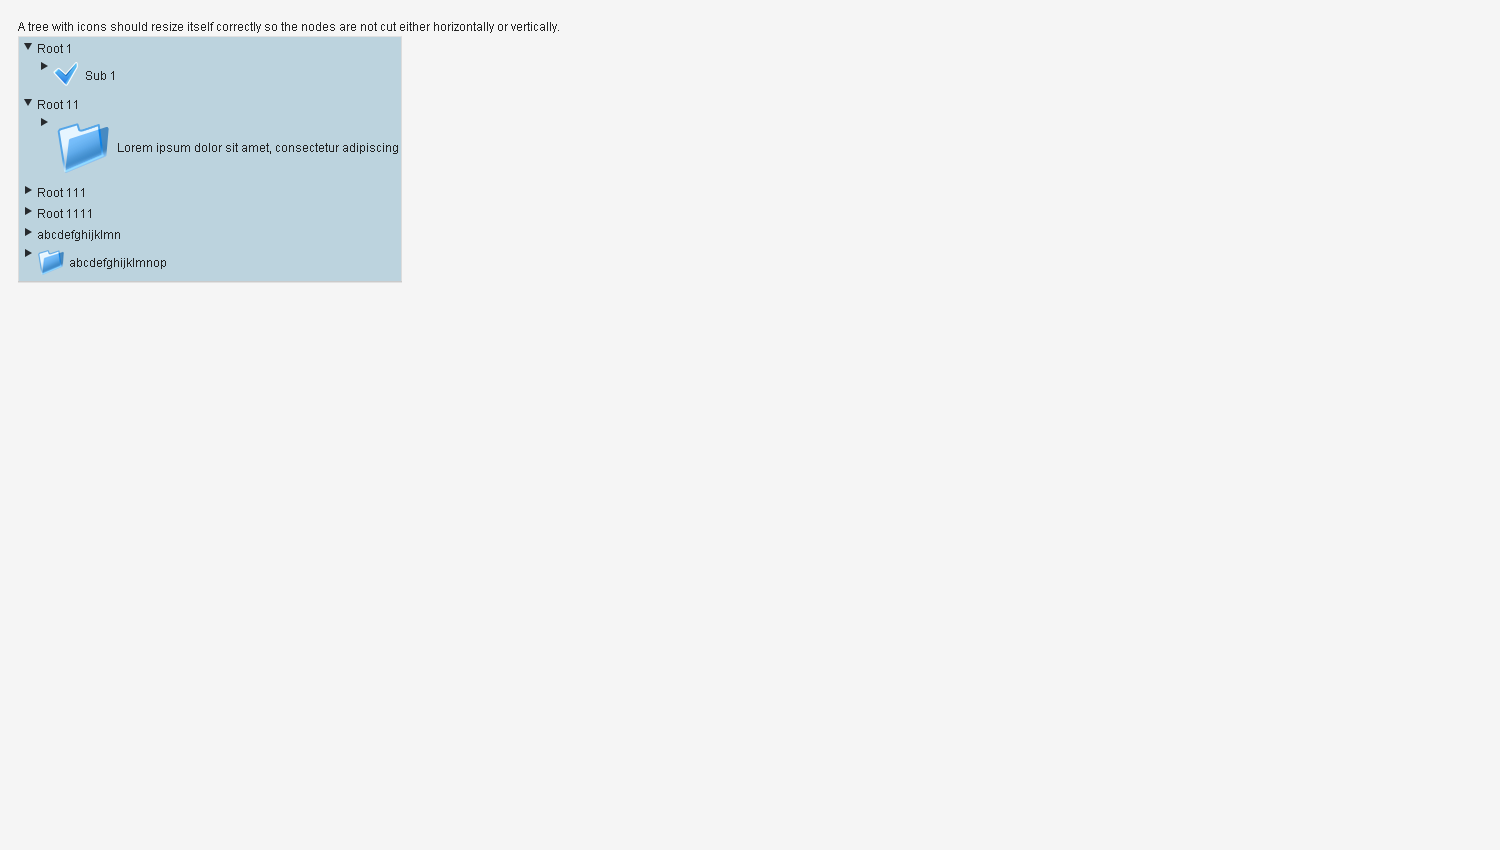 A tree with icons should resize itself correctly so the nodes are not cut either horizontally or vertically.
Root 1
Sub 1
Root 11
Lorem ipsum dolor sit amet, consectetur adipiscing
Root 111
Root 1111
abcdefghijklmn
abcdefghijklmnop